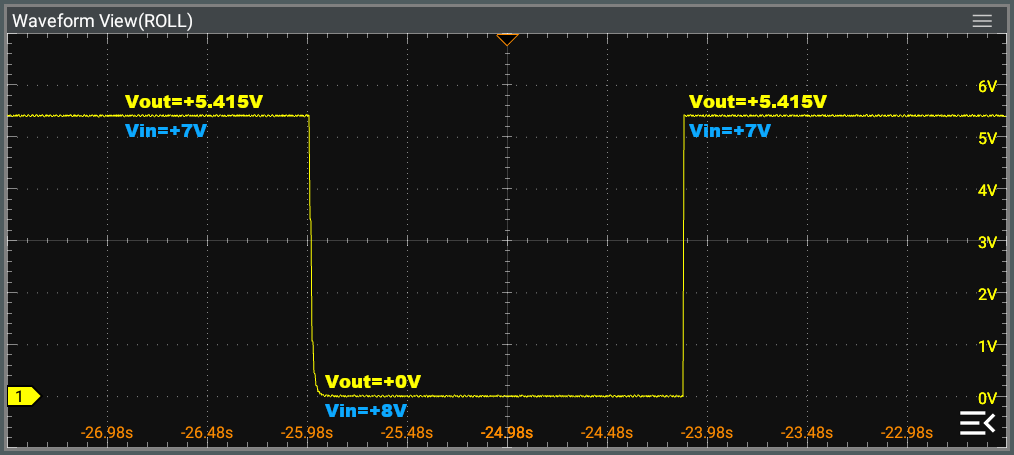 Waveform View(ROLL)
6V
Vout=+5.415V
Vout=+5.415V
Vin=+7V
Vin=+7V
5V
4V
3V
2V
1V
Vout=+0V
1
0V
Vin=+8V
-26.98s
-26.48s
-25.98s
-25.48s
-24.98s
-24.48s
-23.98s
-23.48s
-22.98s